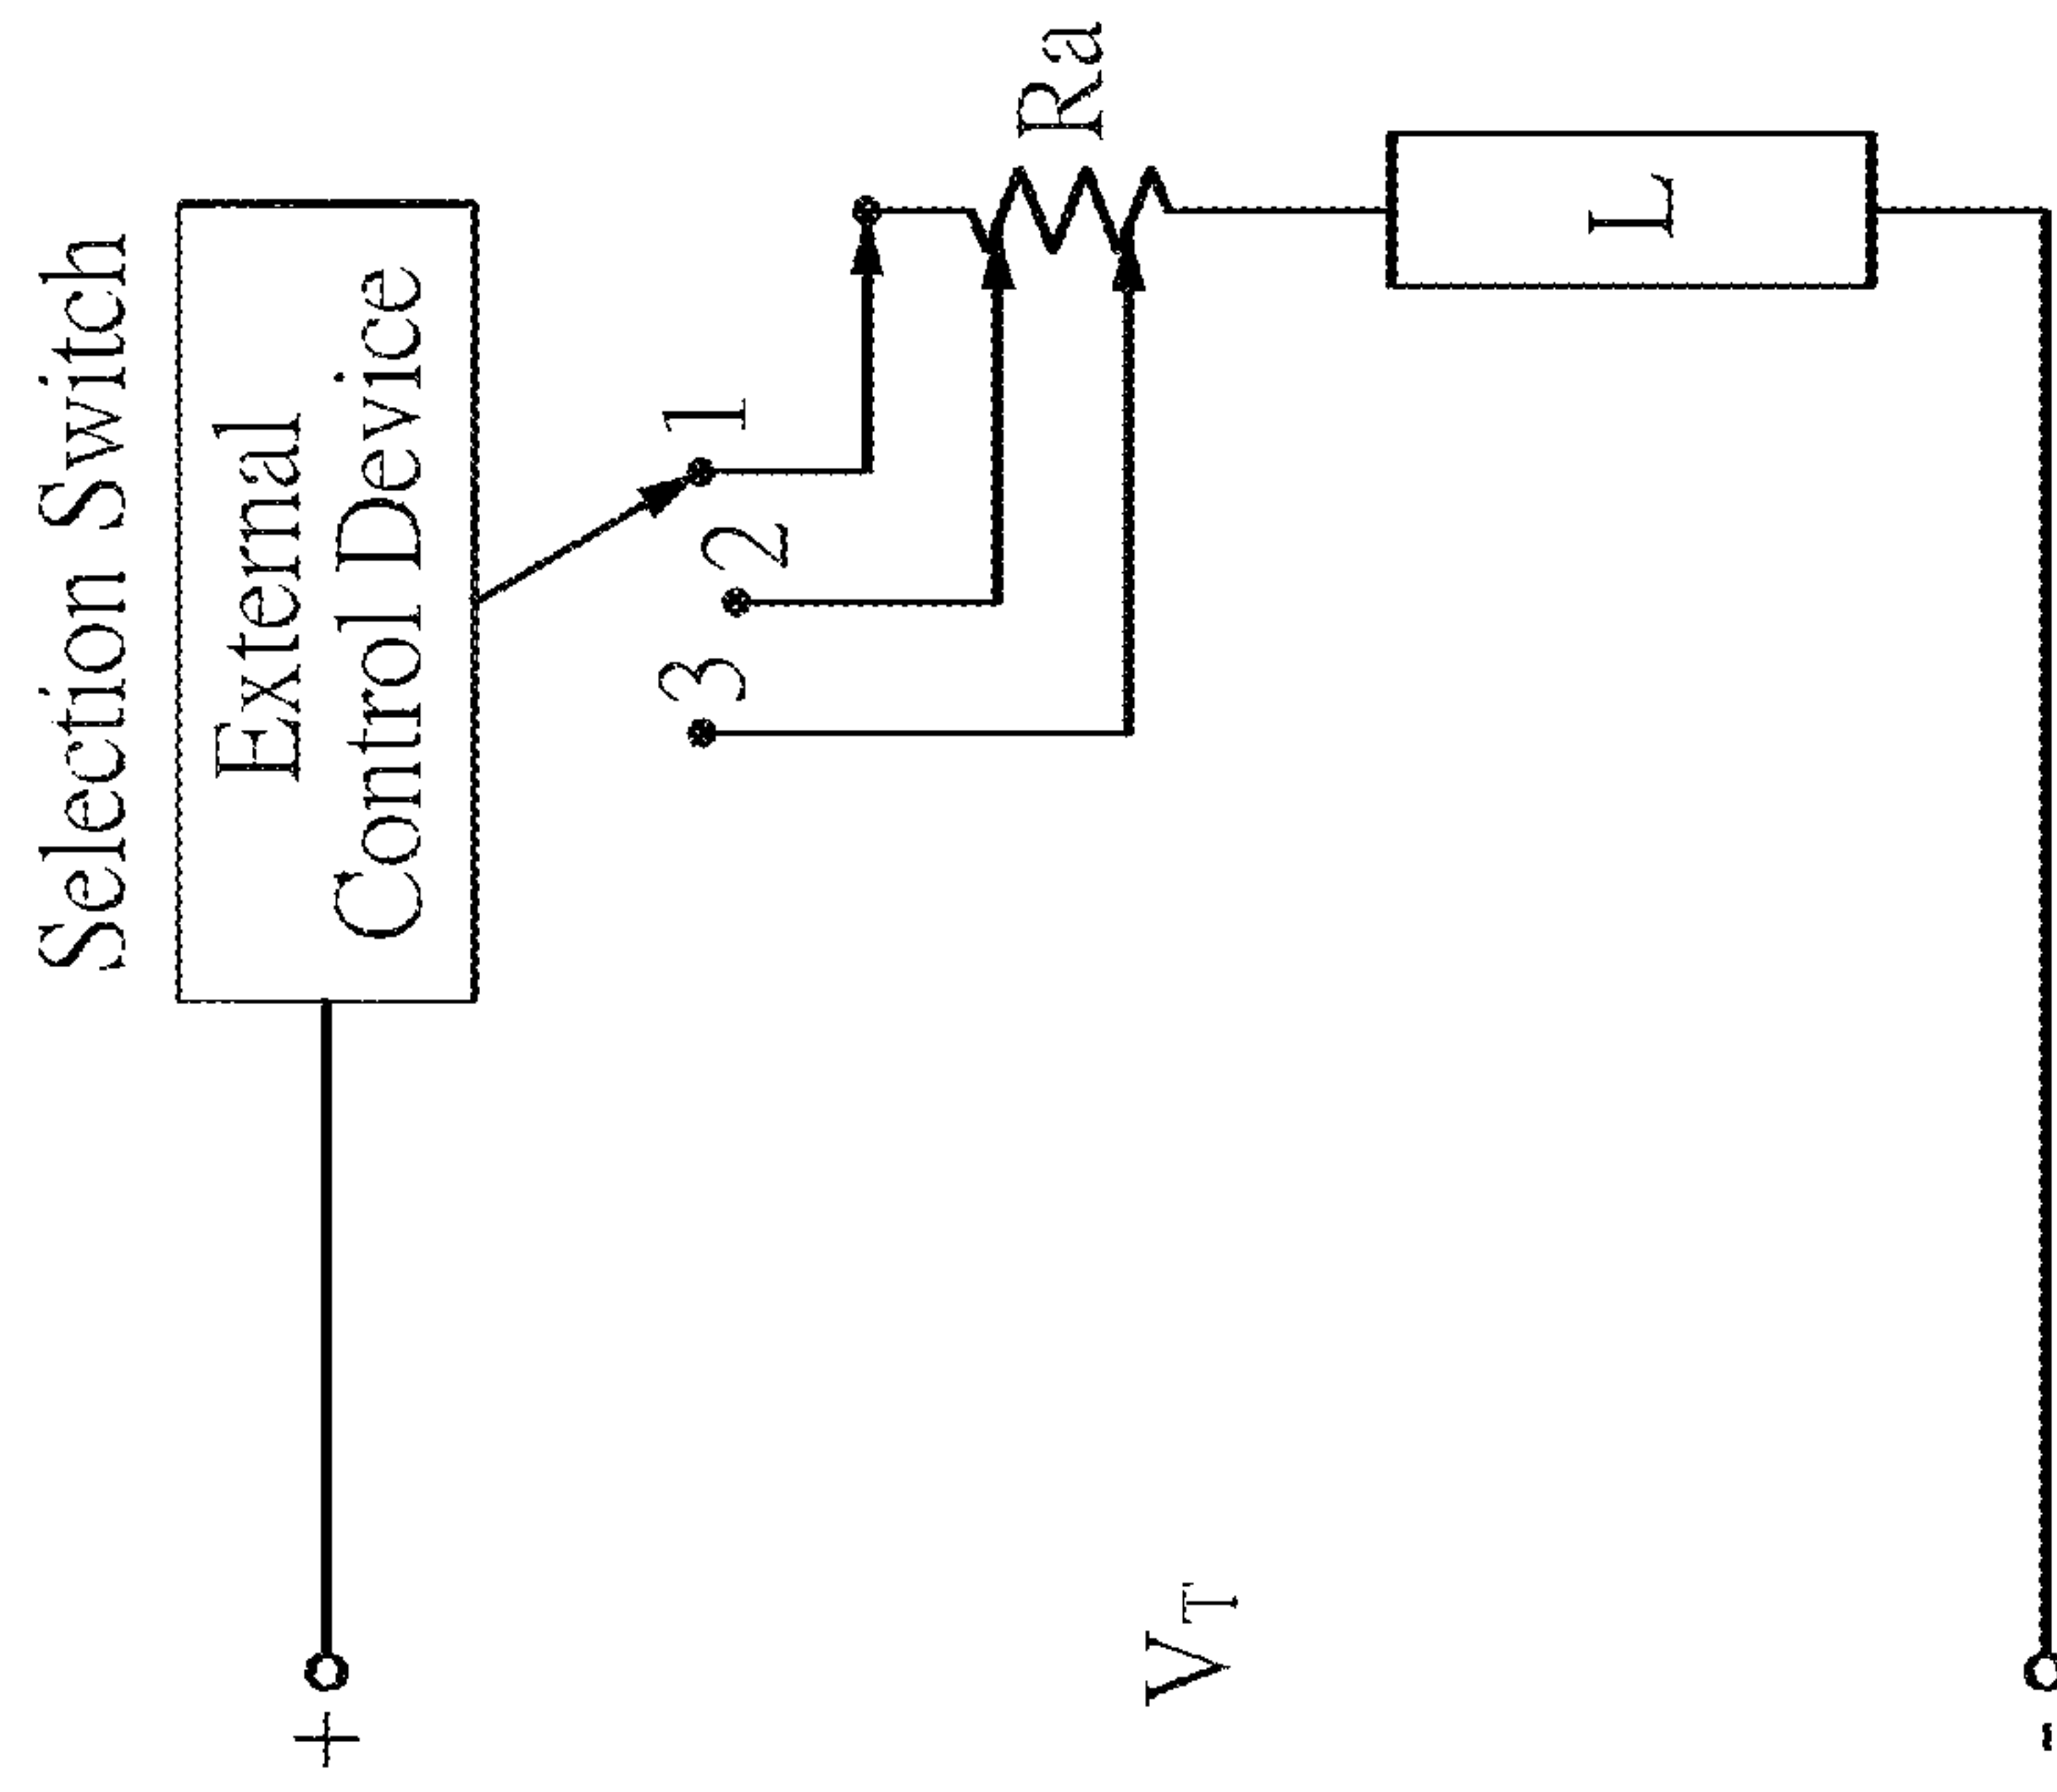 Selection Switch
External
Control Device
1
2
3
Ra
+
VT
L
-